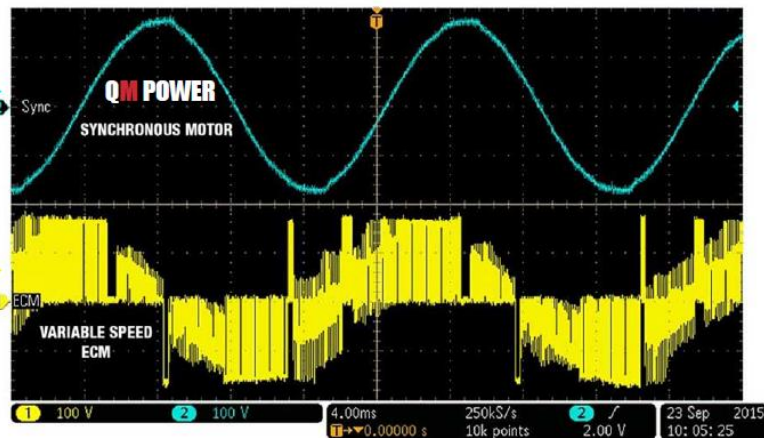 T
Sync
QM POWER
SYNCHRONOUS MOTOR
ECM
VARIABLE SPEED
ECM
1 100 V 2 100 V 4.00ms 250kS/s 2 23 Sep 2015
T→▼0.00000 s 10k points 2.00 V 10:05:25